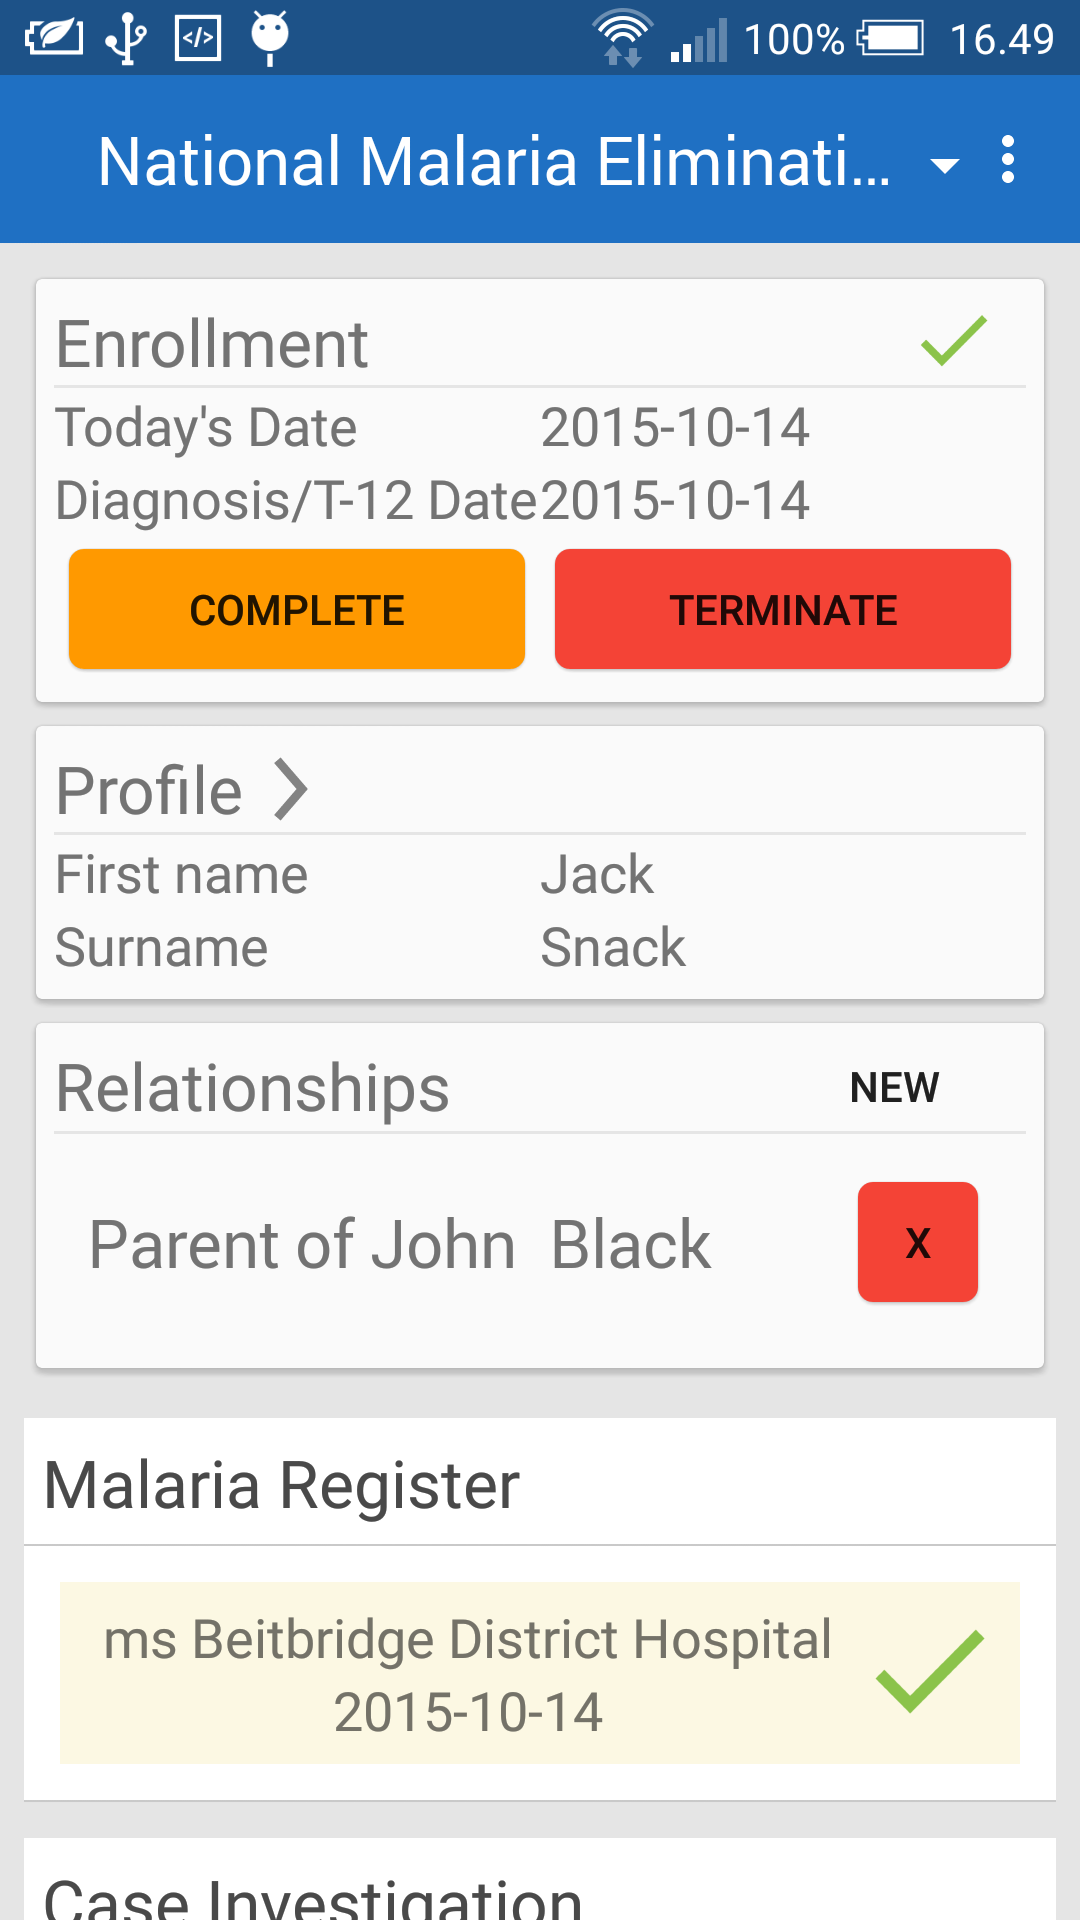 100% 16.49
National Malaria Eliminati...
Enrollment
Today's Date 2015-10-14
Diagnosis/T-12 Date 2015-10-14
COMPLETE TERMINATE
Profile
First name Jack
Surname Snack
Relationships NEW
Parent of John Black X
Malaria Register
ms Beitbridge District Hospital
2015-10-14
Case Investigation